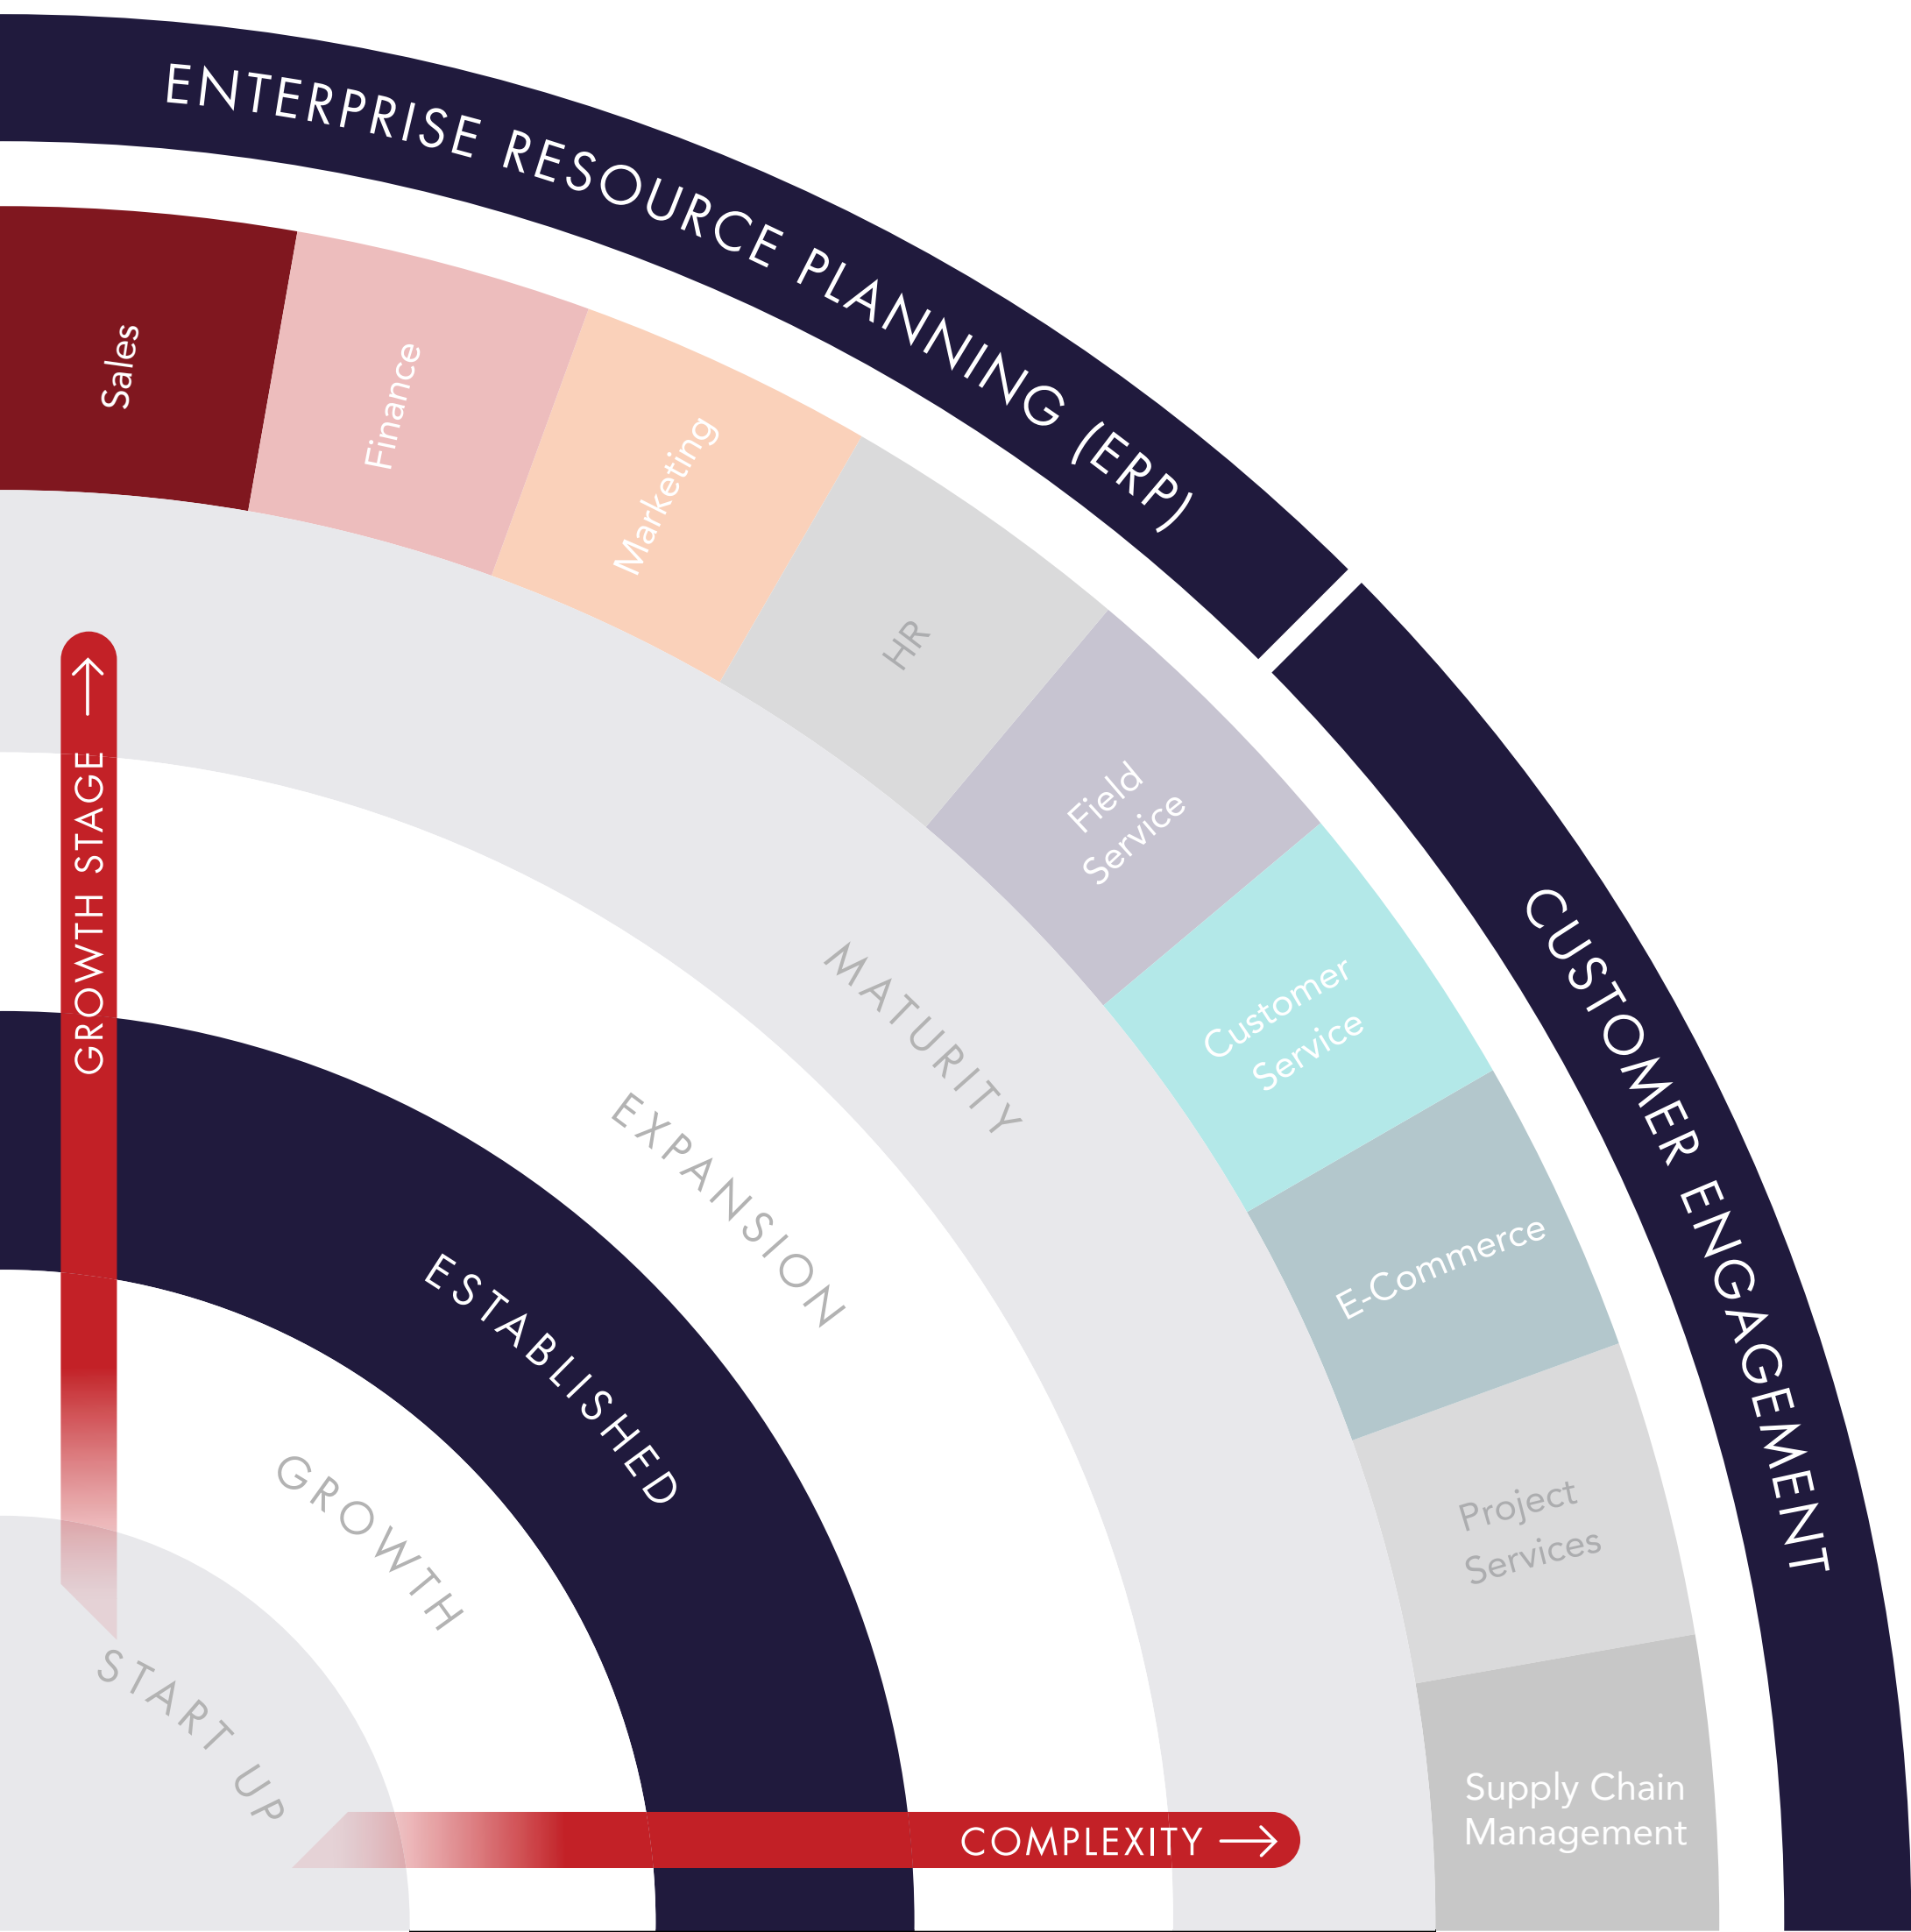 ENTERPRISE RESOURCE PLANNING (ERP)
CUSTOMER ENGAGEMENT
Sales
Finance
Marketing
HR
Field
Service
Customer
Service
E-Commerce
Project
Services
Supply Chain
Management
MATURITY
EXPANSION
ESTABLISHED
GROWTH
START UP
GROWTH STAGE
COMPLEXITY